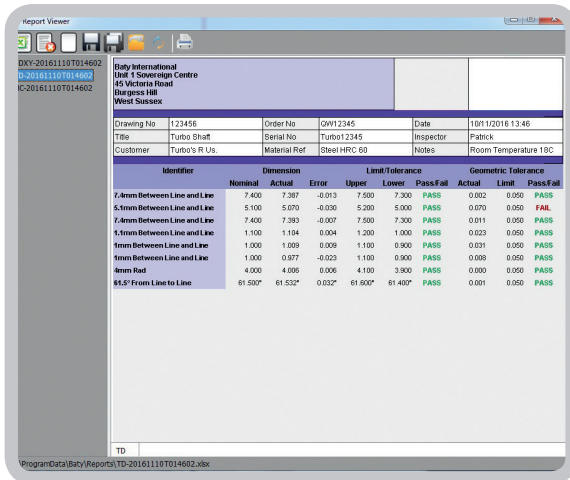 Report Viewer
DXY-20161110T014602
D-20161110T014602
C-20161110T014602
Baty International
Unit 1 Sovereign Centre
45 Victoria Road
Burgess Hill
West Sussex
Drawing No 123456 Order No QW12345 Date 10/11/2016 13:46
Title Turbo Shaft Serial No Turbo12345 Inspector Patrick
Customer Turbo's R Us. Material Ref Steel HRC 60 Notes Room Temperature 18C
Identifier Dimension Limit/Tolerance Geometric Tolerance
Nominal Actual Error Upper Lower Pass/Fail Actual Limit Pass/Fail
7.4mm Between Line and Line 7.400 7.387 -0.013 7.500 7.300 PASS 0.002 0.050 PASS
5.1mm Between Line and Line 5.100 5.070 -0.030 5.200 5.000 PASS 0.070 0.050 FAIL
7.4mm Between Line and Line 7.400 7.393 -0.007 7.500 7.300 PASS 0.011 0.050 PASS
1.1mm Between Line and Line 1.100 1.104 0.004 1.200 1.000 PASS 0.023 0.050 PASS
1mm Between Line and Line 1.000 1.009 0.009 1.100 0.900 PASS 0.031 0.050 PASS
1mm Between Line and Line 1.000 0.977 -0.023 1.100 0.900 PASS 0.008 0.050 PASS
4mm Rad 4.000 4.006 0.006 4.100 3.900 PASS 0.000 0.050 PASS
61.5° From Line to Line 61.500° 61.532° 0.032° 61.600° 61.400° PASS 0.001 0.050 PASS
TD
\ProgramData\Baty\Reports\TD-20161110T014602.xlsx